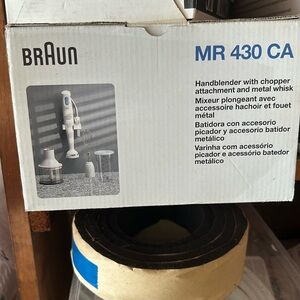 BRAUN
MR 430 CA
Handblender with chopper
attachment and metal whisk
Mixeur plongeant avec
accessoire hachoir et fouet
métal
Batidora con accesorio
picador y accesorio batidor
metálico
Varinha com acessório
picador e acessório batedor
metálico